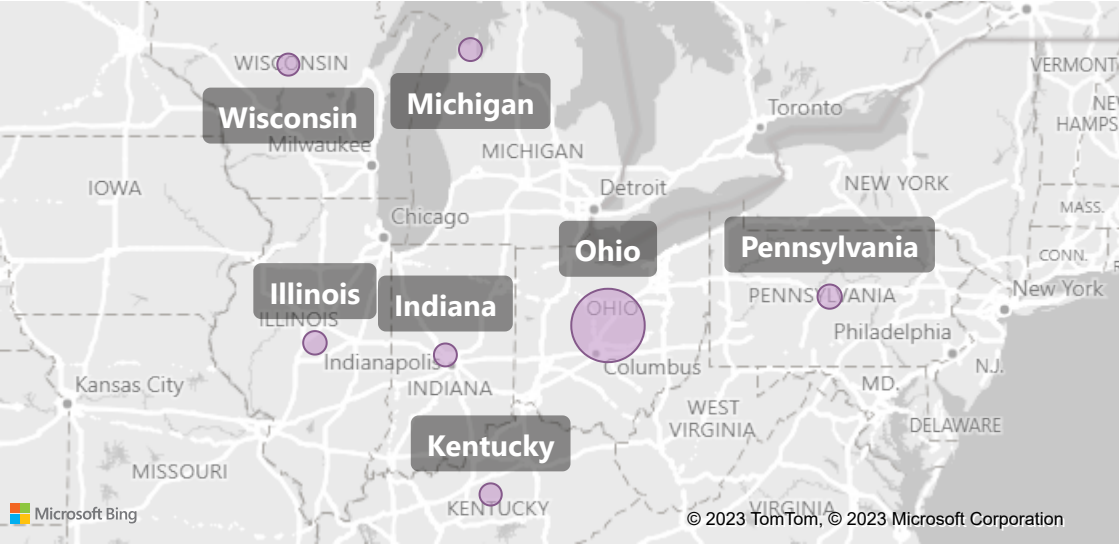 WISCONSIN
Wisconsin
Michigan
Milwaukee
MICHIGAN
Toronto
VERMONT
NEW
HAMPS
IOWA
Detroit
NEW YORK
MASS.
Chicago
CONN.
R
Ohio
Pennsylvania
Illinois
Indiana
ILLINOIS
OHIO
PENNSYLVANIA
New York
Philadelphia
Indianapolis
Columbus
N.J.
INDIANA
Kansas City
MD.
WEST
VIRGINIA
DELAWARE
Kentucky
MISSOURI
KENTUCKY
VIRGINIA
Microsoft Bing
© 2023 TomTom, © 2023 Microsoft Corporation